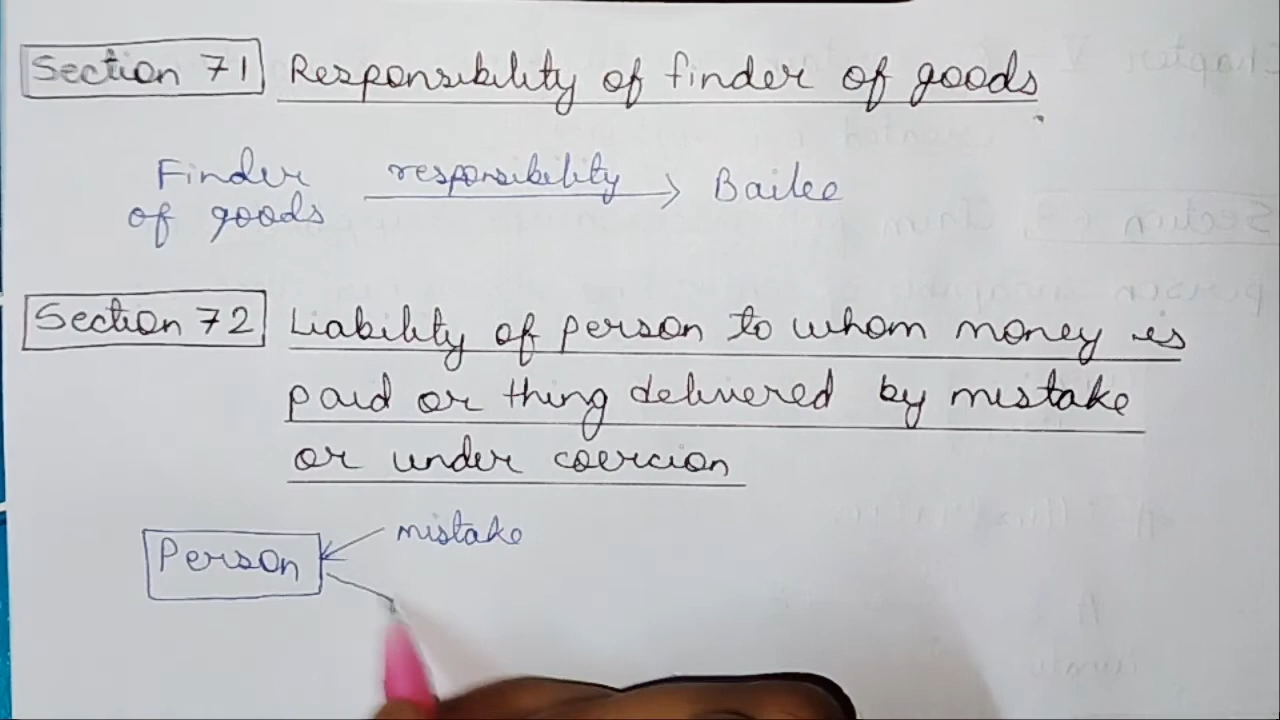 Section 71 Responsibility of finder of goods
Finder responsibility Bailee
of goods
Section 72 Liability of person to whom money is
paid or thing delivered by mistake
or under coercion
mistake
Person